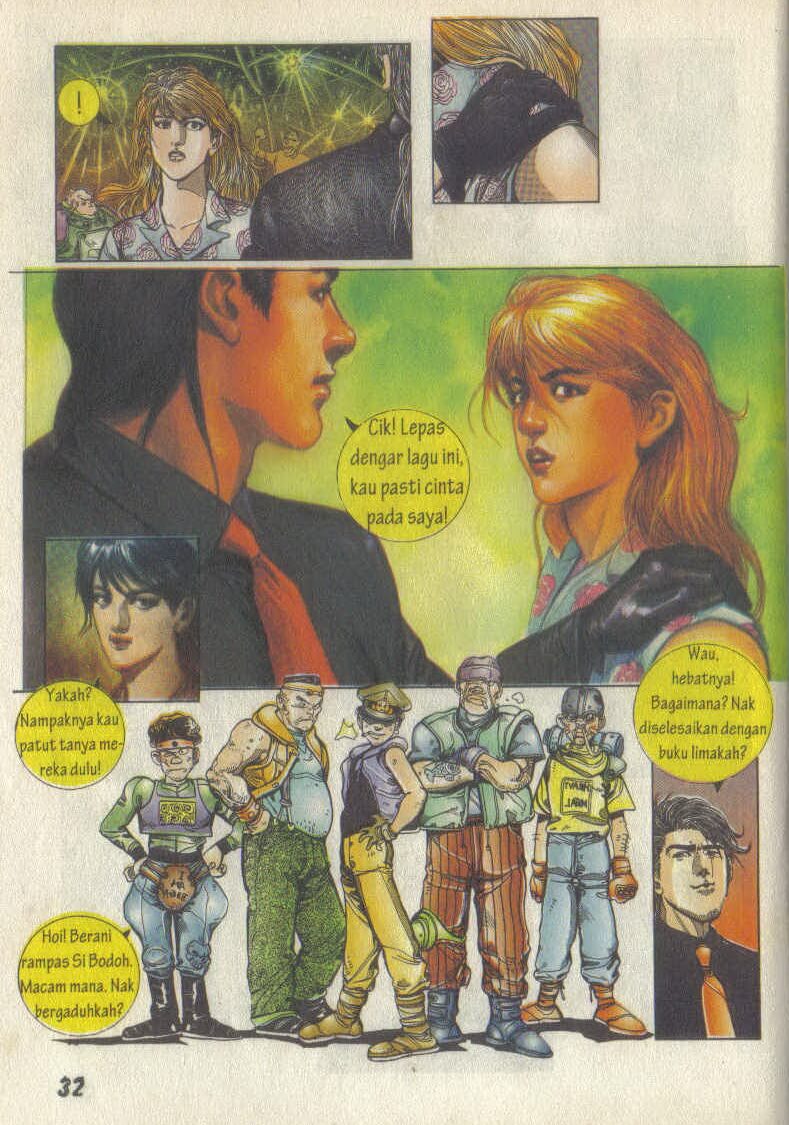 !
Cik! Lepas
dengar lagu ini,
kau pasti cinta
pada saya!
Yakah?
Nampaknya kau
patut tanya me-
reka dulu!
Wau,
hebatnya!
Bagaimana? Nak
diselesaikan dengan
buku limakah?
Hoi! Berani
rampas Si Bodoh.
Macam mana. Nak
bergaduhkah?
32